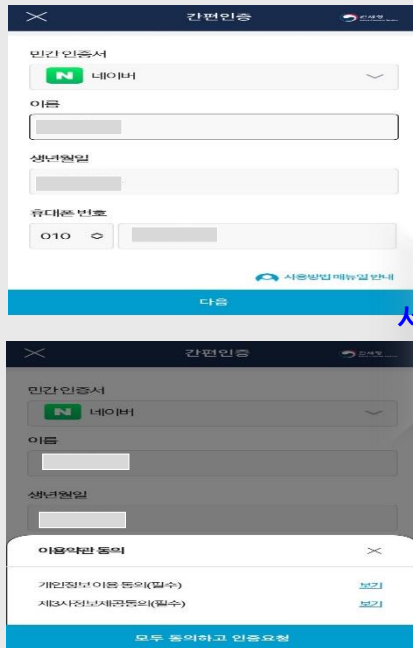 간편인증
민간 인증서
N 네이버
이름
생년월일
휴대폰 번호
010
사용방법 매뉴얼 안내
다음
간편인증
민간 인증서
N 네이버
이름
생년월일
이용약관 동의
개인정보 이용 동의(필수) 보기
제3자정보제공동의(필수) 보기
모두 동의하고 인증요청